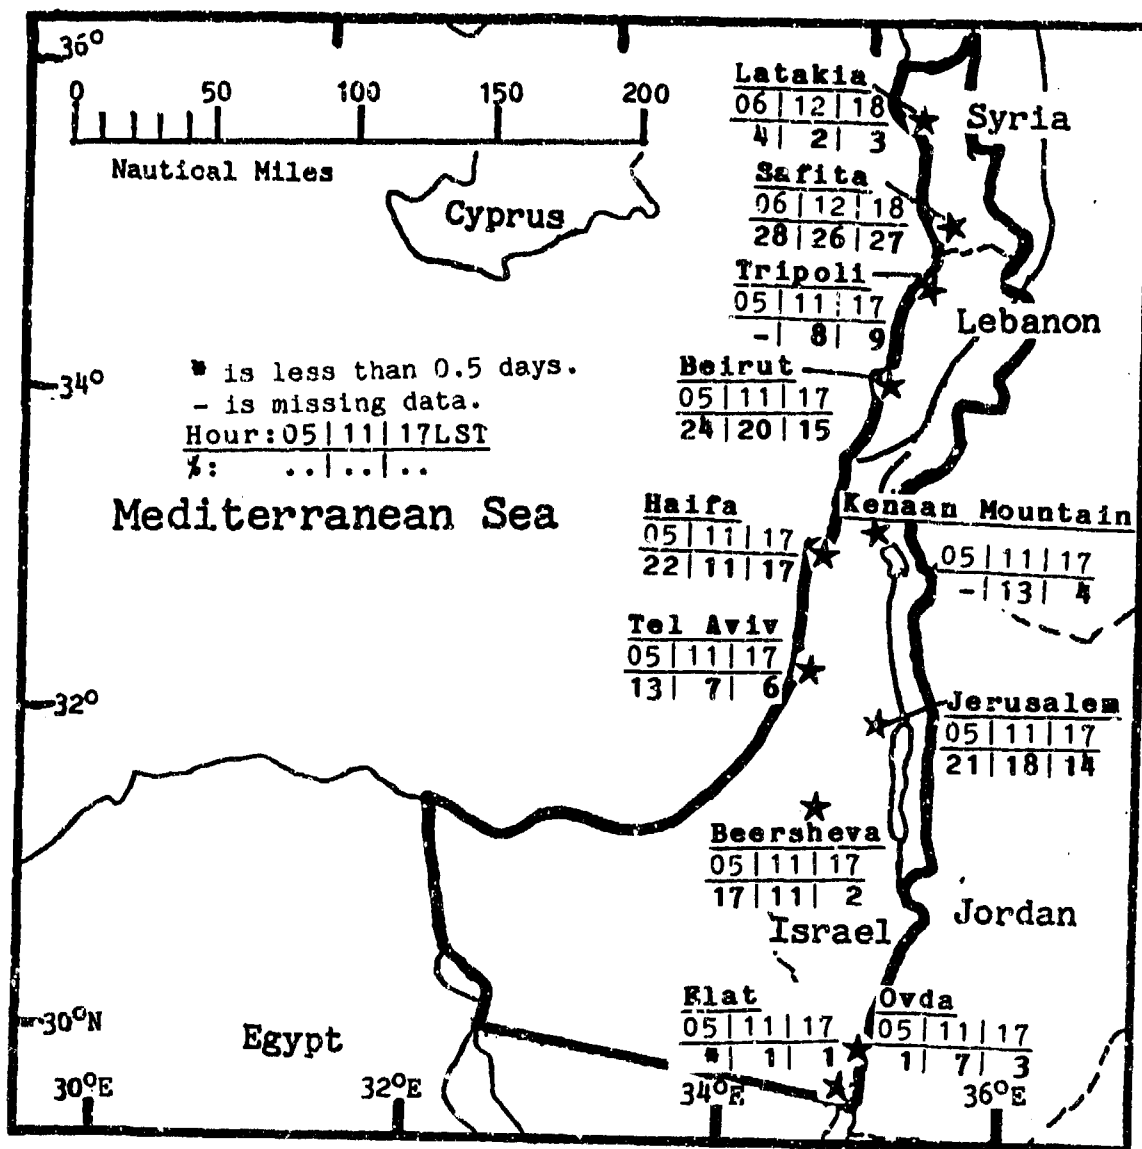 36°
0 50 100 150 200
Nautical Miles
Cyprus
Latakia
06|12|18
4| 2| 3
Syria
Safita
06|12|18
28|26|27
Tripoli
05|11|17
-| 8| 9
Lebanon
* is less than 0.5 days.
- is missing data.
Hour:05|11|17LST
%: ..|..|..
34°
Beirut
05|11|17
24|20|15
Mediterranean Sea
Haifa
05|11|17
22|11|17
Kenaan Mountain
05|11|17
-|13| 4
Tel Aviv
05|11|17
13| 7| 6
32°
Jerusalem
05|11|17
21|18|14
Beersheva
05|11|17
17|11| 2
Israel
Jordan
Elat
05|11|17
*| 1| 1
Ovda
05|11|17
1| 7| 3
30°N
Egypt
30°E 32°E 34°E 36°E